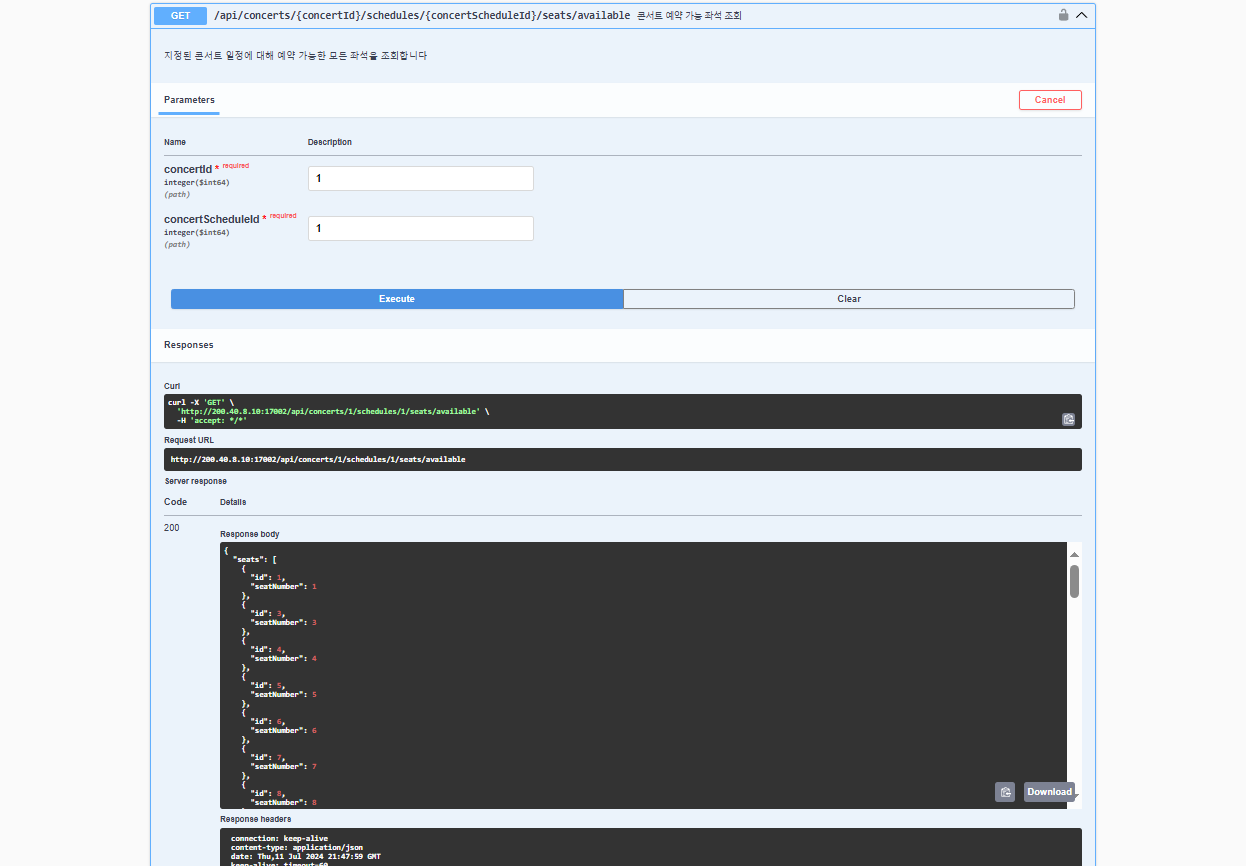 GET /api/concerts/{concertId}/schedules/{concertScheduleId}/seats/available 콘서트 예약 가능 좌석 조회
지정된 콘서트 일정에 대해 예약 가능한 모든 좌석을 조회합니다
Parameters
Cancel
Name Description
concertId * required
integer($int64)
(path)
1
concertScheduleId * required
integer($int64)
(path)
1
Execute Clear
Responses
Curl
curl -X 'GET' \
'http://200.40.8.10:17002/api/concerts/1/schedules/1/seats/available' \
-H 'accept: */*'
Request URL
http://200.40.8.10:17002/api/concerts/1/schedules/1/seats/available
Server response
Code Details
200
Response body
{
"seats": [
{
"id": 1,
"seatNumber": 1
},
{
"id": 3,
"seatNumber": 3
},
{
"id": 4,
"seatNumber": 4
},
{
"id": 5,
"seatNumber": 5
},
{
"id": 6,
"seatNumber": 6
},
{
"id": 7,
"seatNumber": 7
},
{
"id": 8,
"seatNumber": 8
Download
Response headers
connection: keep-alive
content-type: application/json
date: Thu,11 Jul 2024 21:47:59 GMT
keep-alive: timeout=60